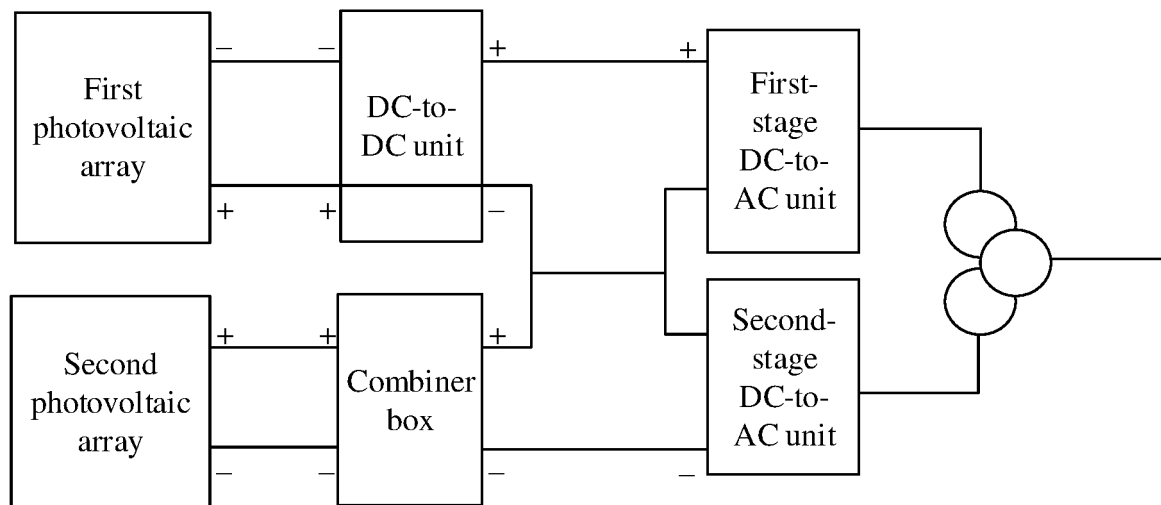 − − + +
First
photovoltaic
array
DC-to-
DC unit
First-
stage
DC-to-
AC unit
+ + −
+ + +
Second
photovoltaic
array
Combiner
box
Second-
stage
DC-to-
AC unit
− − − −